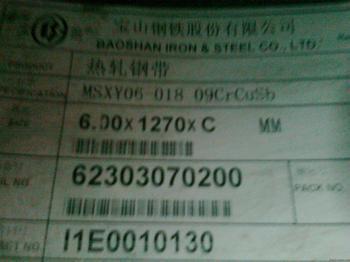 宝山钢铁股份有限公司
BAOSHAN IRON & STEEL CO., LTD.
热轧钢带
MSXY06-018 09CrCuSb
6.00×1270×C MM
DATE
62303070200
PACK NO.
I1E0010130